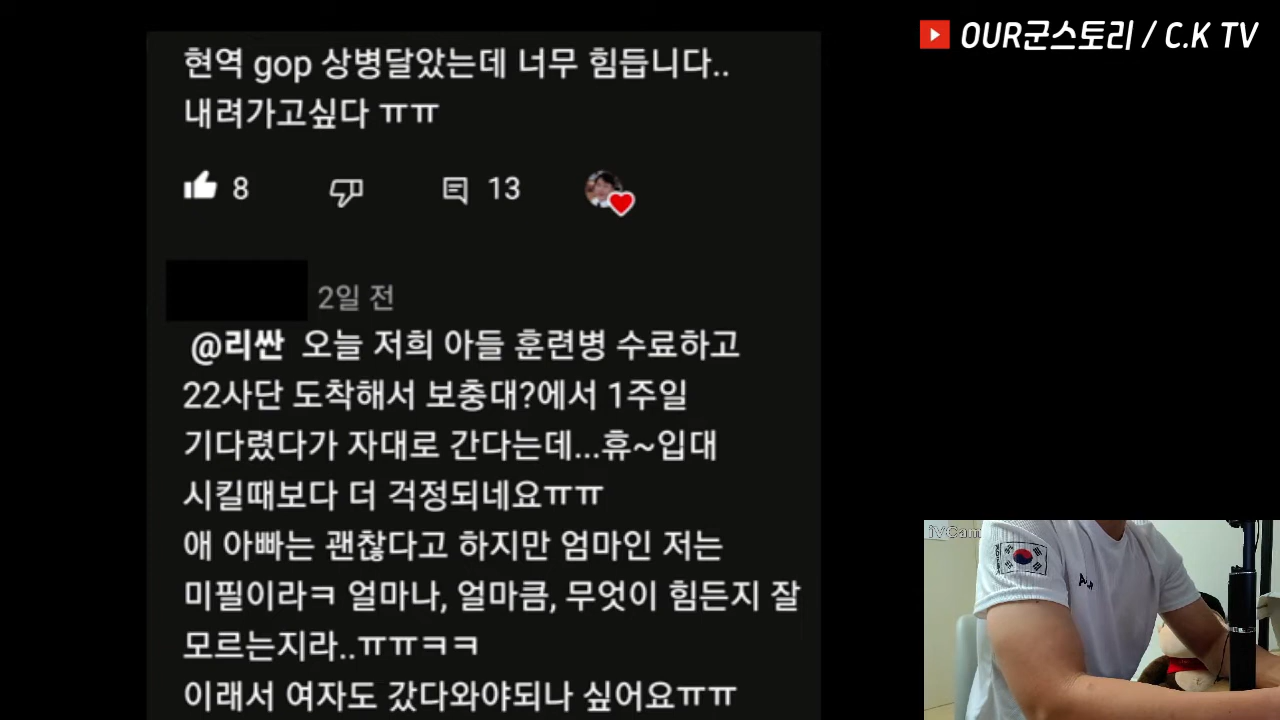 OUR군스토리 / C.K TV
현역 gop 상병달았는데 너무 힘듭니다..
내려가고싶다 ㅠㅠ
8
13
2일 전
@리싼 오늘 저희 아들 훈련병 수료하고
22사단 도착해서 보충대?에서 1주일
기다렸다가 자대로 간다는데...휴~입대
시킬때보다 더 걱정되네요ㅠㅠ
애 아빠는 괜찮다고 하지만 엄마인 저는
미필이라ㅋ 얼마나, 얼마큼, 무엇이 힘든지 잘
모르는지라..ㅠㅠㅋㅋ
이래서 여자도 갔다와야되나 싶어요ㅠㅠ
iVCam